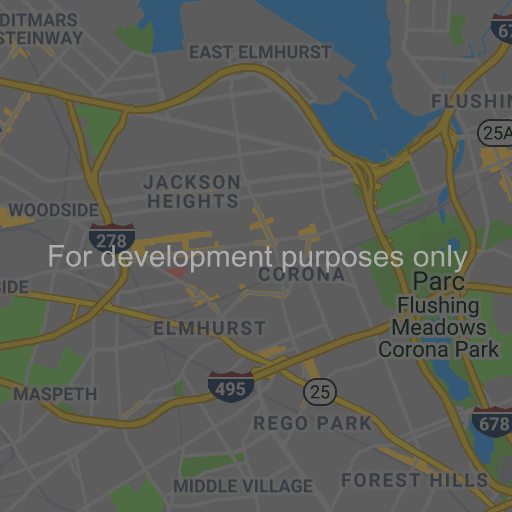 DITMARS
STEINWAY
EAST ELMHURST
FLUSHIN
25A
JACKSON
HEIGHTS
WOODSIDE
278
For development purposes only
SIDE
CORONA
Parc
Flushing
Meadows
Corona Park
ELMHURST
495
25
MASPETH
REGO PARK
678
FOREST HILLS
MIDDLE VILLAGE